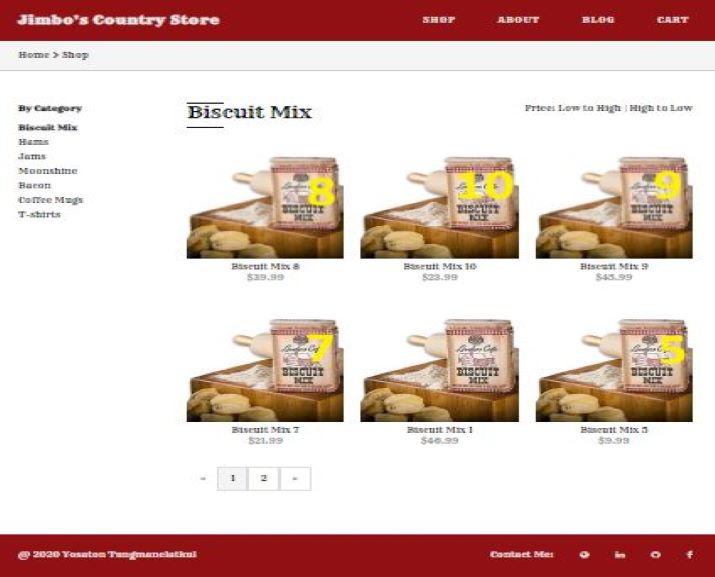 Jimbo's Country Store
SHOP ABOUT BLOG CART
Home > Shop
By Category
Biscuit Mix
Hams
Jams
Moonshine
Bacon
Coffee Mugs
T-shirts
Biscuit Mix
Price: Low to High | High to Low
8
BISCUIT
MIX
10
BISCUIT
MIX
9
BISCUIT
MIX
Biscuit Mix 8
$39.99
Biscuit Mix 10
$23.99
Biscuit Mix 9
$45.99
7
BISCUIT
MIX
BISCUIT
MIX
5
BISCUIT
MIX
Biscuit Mix 7
$21.99
Biscuit Mix 1
$46.99
Biscuit Mix 5
$9.99
« 1 2 »
@ 2020 Yosaton Tungmanelatkul
Contact Me: